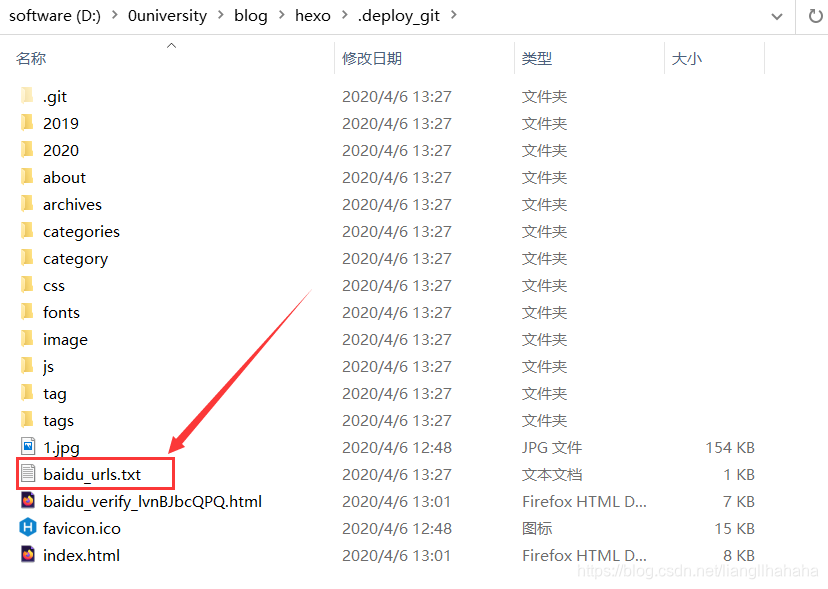 software (D:) > 0university > blog > hexo > .deploy_git >
名称 修改日期 类型 大小
.git 2020/4/6 13:27 文件夹
2019 2020/4/6 13:27 文件夹
2020 2020/4/6 13:27 文件夹
about 2020/4/6 13:27 文件夹
archives 2020/4/6 13:27 文件夹
categories 2020/4/6 13:27 文件夹
category 2020/4/6 13:27 文件夹
css 2020/4/6 13:27 文件夹
fonts 2020/4/6 13:27 文件夹
image 2020/4/6 13:27 文件夹
js 2020/4/6 13:27 文件夹
tag 2020/4/6 13:27 文件夹
tags 2020/4/6 13:27 文件夹
1.jpg 2020/4/6 12:48 JPG 文件 154 KB
baidu_urls.txt 2020/4/6 13:27 文本文档 1 KB
baidu_verify_lvnBJbcQPQ.html 2020/4/6 13:01 Firefox HTML D... 7 KB
favicon.ico 2020/4/6 12:48 图标 15 KB
index.html 2020/4/6 13:01 Firefox HTML D... 8 KB
https://blog.csdn.net/liangllhahaha